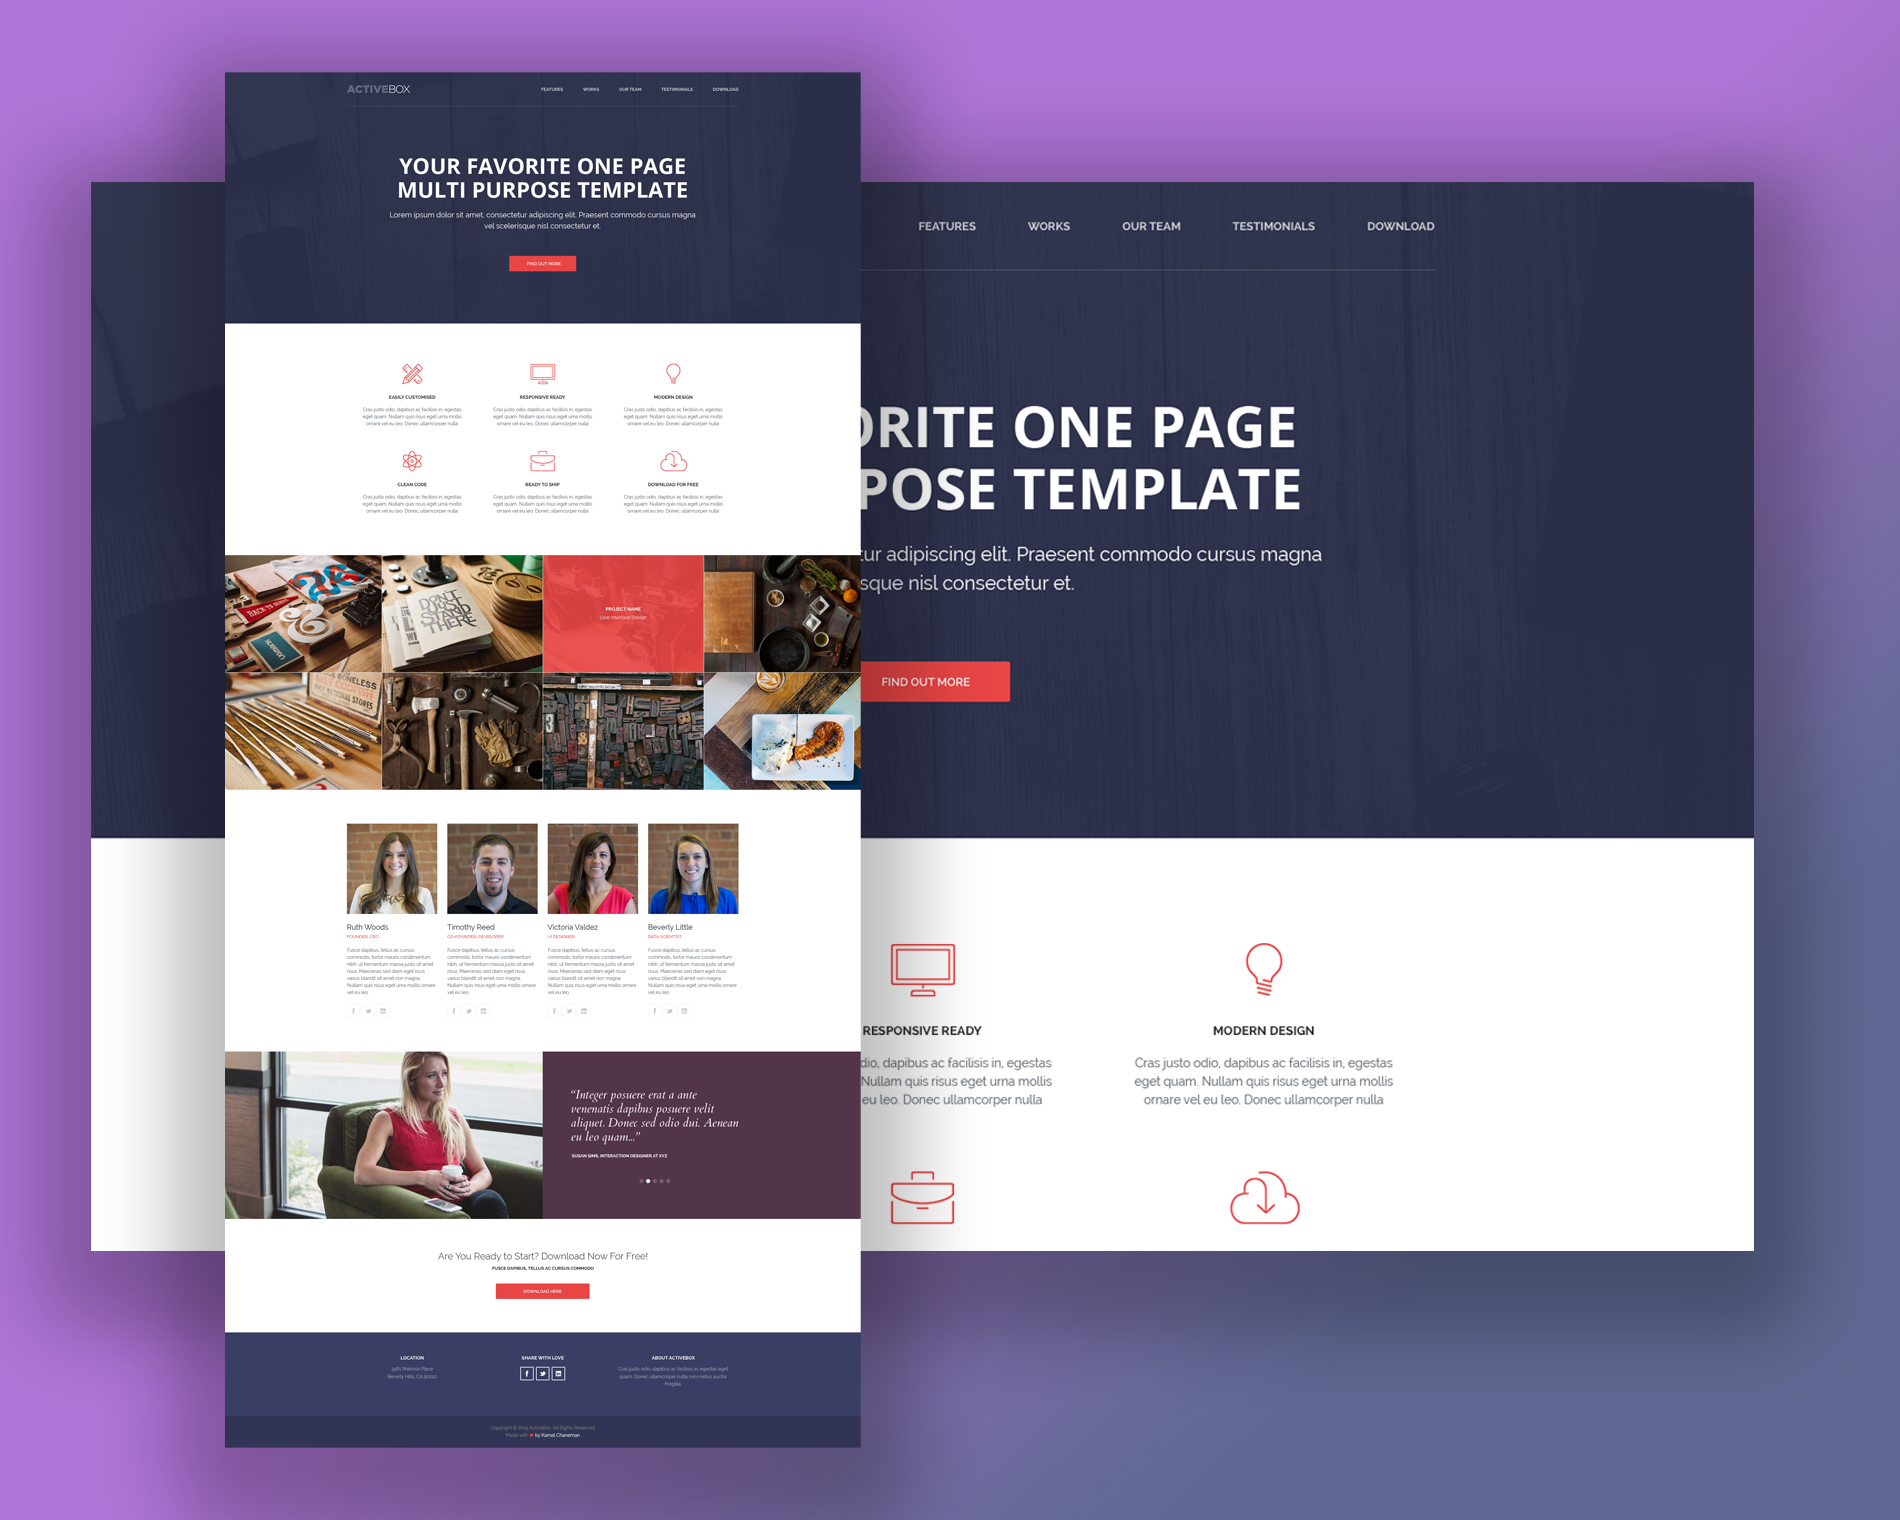 ACTIVEBOX
FEATURES WORKS OUR TEAM TESTIMONIALS DOWNLOAD
YOUR FAVORITE ONE PAGE
MULTI PURPOSE TEMPLATE
Lorem ipsum dolor sit amet, consectetur adipiscing elit. Praesent commodo cursus magna
vel scelerisque nisl consectetur et.
FIND OUT MORE
EASILY CUSTOMISED
Cras justo odio, dapibus ac facilisis in, egestas
eget quam. Nullam quis risus eget urna mollis
ornare vel eu leo. Donec ullamcorper nulla
RESPONSIVE READY
Cras justo odio, dapibus ac facilisis in, egestas
eget quam. Nullam quis risus eget urna mollis
ornare vel eu leo. Donec ullamcorper nulla
MODERN DESIGN
Cras justo odio, dapibus ac facilisis in, egestas
eget quam. Nullam quis risus eget urna mollis
ornare vel eu leo. Donec ullamcorper nulla
CLEAN CODE
Cras justo odio, dapibus ac facilisis in, egestas
eget quam. Nullam quis risus eget urna mollis
ornare vel eu leo. Donec ullamcorper nulla
READY TO SHIP
Cras justo odio, dapibus ac facilisis in, egestas
eget quam. Nullam quis risus eget urna mollis
ornare vel eu leo. Donec ullamcorper nulla
DOWNLOAD FOR FREE
Cras justo odio, dapibus ac facilisis in, egestas
eget quam. Nullam quis risus eget urna mollis
ornare vel eu leo. Donec ullamcorper nulla
BACK TO
DON'T
JUST
STAND
THERE
PROJECT NAME
User Interface Design
BONELESS
STORES
Ruth Woods
FOUNDER, CEO
Fusce dapibus, tellus ac cursus
commodo, tortor mauris condimentum
nibh, ut fermentum massa justo sit amet
risus. Maecenas sed diam eget risus
varius blandit sit amet non magna.
Nullam quis risus eget urna mollis ornare
vel eu leo.
Timothy Reed
CO-FOUNDER, DEVELOPER
Fusce dapibus, tellus ac cursus
commodo, tortor mauris condimentum
nibh, ut fermentum massa justo sit amet
risus. Maecenas sed diam eget risus
varius blandit sit amet non magna.
Nullam quis risus eget urna mollis ornare
vel eu leo.
Victoria Valdez
UI DESIGNER
Fusce dapibus, tellus ac cursus
commodo, tortor mauris condimentum
nibh, ut fermentum massa justo sit amet
risus. Maecenas sed diam eget risus
varius blandit sit amet non magna.
Nullam quis risus eget urna mollis ornare
vel eu leo.
Beverly Little
DATA SCIENTIST
Fusce dapibus, tellus ac cursus
commodo, tortor mauris condimentum
nibh, ut fermentum massa justo sit amet
risus. Maecenas sed diam eget risus
varius blandit sit amet non magna.
Nullam quis risus eget urna mollis ornare
vel eu leo.
“Integer posuere erat a ante
venenatis dapibus posuere velit
aliquet. Donec sed odio dui. Aenean
eu leo quam...”
SUSAN SIMS, INTERACTION DESIGNER AT XYZ
Are You Ready to Start? Download Now For Free!
FUSCE DAPIBUS, TELLUS AC CURSUS COMMODO
DOWNLOAD HERE
LOCATION
3481 Melrose Place
Beverly Hills, CA 90210
SHARE WITH LOVE
ABOUT ACTIVEBOX
Cras justo odio, dapibus ac facilisis in, egestas eget
quam. Donec ullamcorper nulla non metus auctor
fringilla.
Copyright © 2015 ActiveBox. All Rights Reserved
Made with ♥ by Kamal Chaneman
FEATURES WORKS OUR TEAM TESTIMONIALS DOWNLOAD
ORITE ONE PAGE
POSE TEMPLATE
tur adipiscing elit. Praesent commodo cursus magna
sque nisl consectetur et.
FIND OUT MORE
RESPONSIVE READY
dio, dapibus ac facilisis in, egestas
Nullam quis risus eget urna mollis
eu leo. Donec ullamcorper nulla
MODERN DESIGN
Cras justo odio, dapibus ac facilisis in, egestas
eget quam. Nullam quis risus eget urna mollis
ornare vel eu leo. Donec ullamcorper nulla